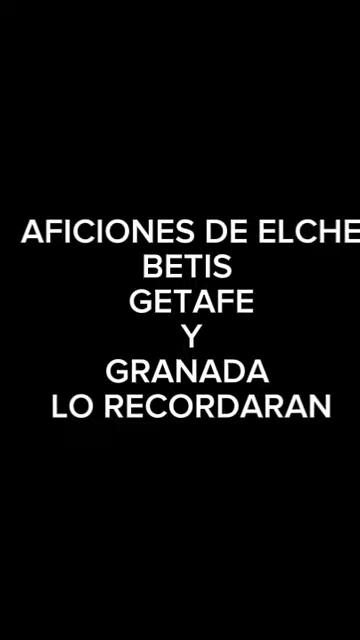 AFICIONES DE ELCHE
BETIS
GETAFE
Y
GRANADA
LO RECORDARAN